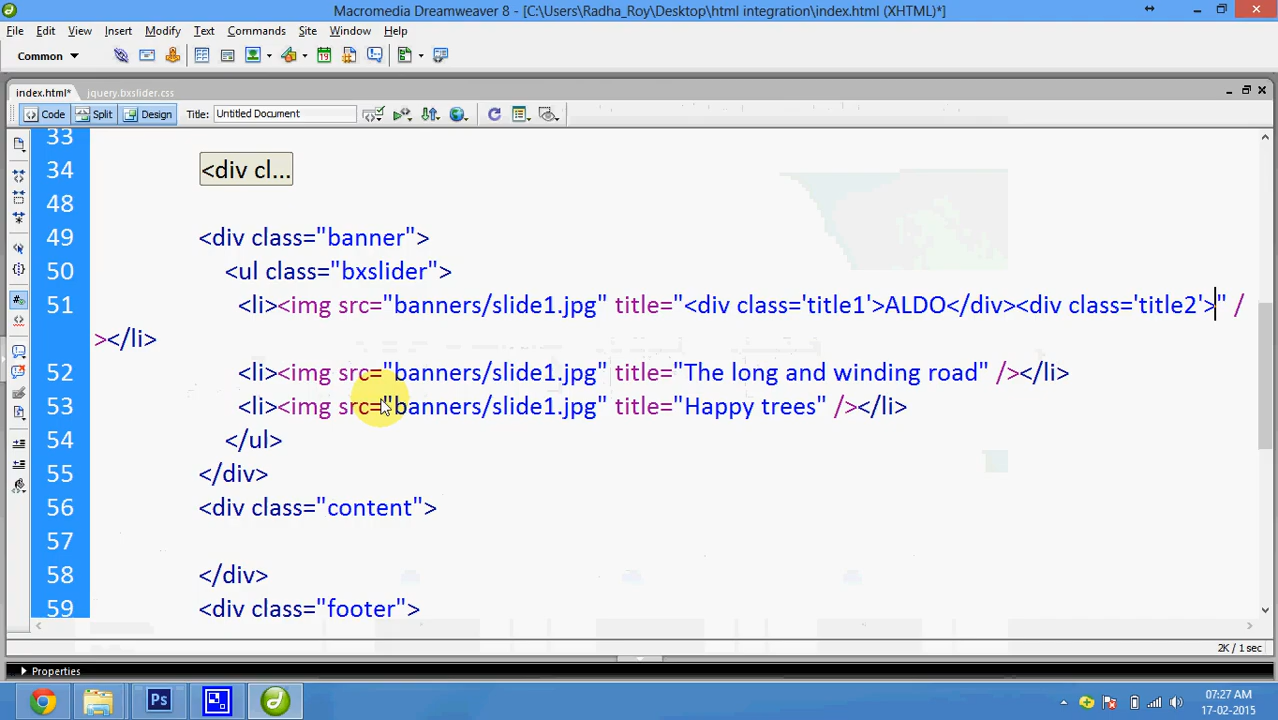 Macromedia Dreamweaver 8 - [C:\Users\Radha_Roy\Desktop\html integration\index.html (XHTML)*]
File Edit View Insert Modify Text Commands Site Window Help
Common
index.html* jquery.bxslider.css
Code Split Design Title: Untitled Document
33
34 <div cl...
48
49 <div class="banner">
50 <ul class="bxslider">
51 <li><img src="banners/slide1.jpg" title="<div class='title1'>ALDO</div><div class='title2'>" /
></li>
52 <li><img src="banners/slide1.jpg" title="The long and winding road" /></li>
53 <li><img src="banners/slide1.jpg" title="Happy trees" /></li>
54 </ul>
55 </div>
56 <div class="content">
57
58 </div>
59 <div class="footer">
2K / 1 sec
Properties
Ps
07:27 AM
17-02-2015